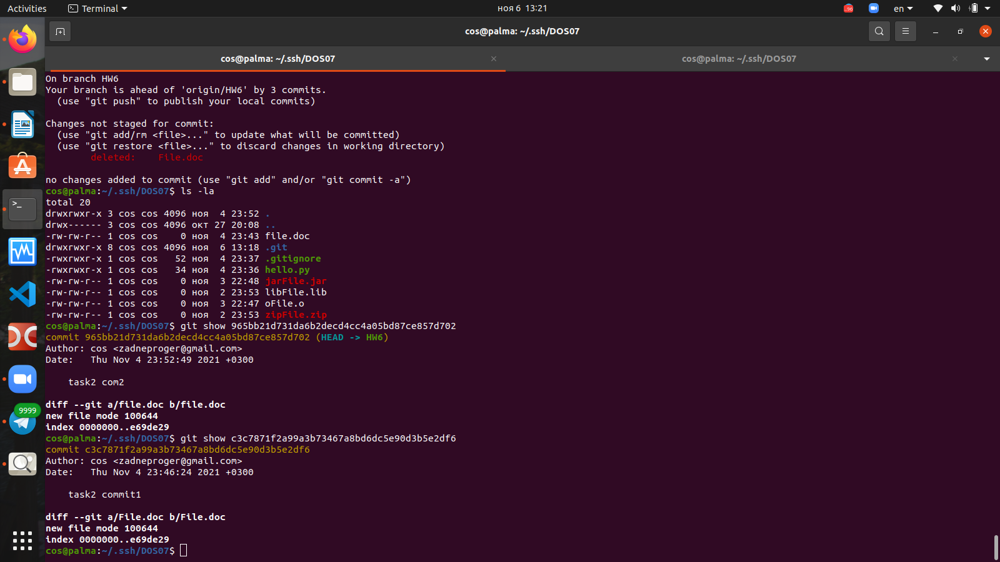 Activities
Terminal
ноя 6 13:21
96
en
cos@palma: ~/.ssh/DOS07
cos@palma: ~/.ssh/DOS07
cos@palma: ~/.ssh/DOS07
On branch HW6
Your branch is ahead of 'origin/HW6' by 3 commits.
  (use "git push" to publish your local commits)
Changes not staged for commit:
  (use "git add/rm <file>..." to update what will be committed)
  (use "git restore <file>..." to discard changes in working directory)
        deleted:    File.doc
no changes added to commit (use "git add" and/or "git commit -a")
cos@palma:~/.ssh/DOS07$ ls -la
total 20
drwxrwxr-x 3 cos cos 4096 ноя  4 23:52 .
drwx------ 3 cos cos 4096 окт 27 20:08 ..
-rw-rw-r-- 1 cos cos    0 ноя  4 23:43 file.doc
drwxrwxr-x 8 cos cos 4096 ноя  6 13:18 .git
-rwxrwxr-x 1 cos cos   52 ноя  4 23:37 .gitignore
-rwxrwxr-x 1 cos cos   34 ноя  4 23:36 hello.py
-rw-rw-r-- 1 cos cos    0 ноя  3 22:48 jarFile.jar
-rw-rw-r-- 1 cos cos    0 ноя  2 23:53 libFile.lib
-rw-rw-r-- 1 cos cos    0 ноя  3 22:47 oFile.o
-rw-rw-r-- 1 cos cos    0 ноя  2 23:53 zipFile.zip
cos@palma:~/.ssh/DOS07$ git show 965bb21d731da6b2decd4cc4a05bd87ce857d702
commit 965bb21d731da6b2decd4cc4a05bd87ce857d702 (HEAD -> HW6)
Author: cos <zadneproger@gmail.com>
Date:   Thu Nov 4 23:52:49 2021 +0300
    task2 com2
diff --git a/file.doc b/file.doc
new file mode 100644
index 0000000..e69de29
cos@palma:~/.ssh/DOS07$ git show c3c7871f2a99a3b73467a8bd6dc5e90d3b5e2df6
commit c3c7871f2a99a3b73467a8bd6dc5e90d3b5e2df6
Author: cos <zadneproger@gmail.com>
Date:   Thu Nov 4 23:46:24 2021 +0300
    task2 commit1
diff --git a/File.doc b/File.doc
new file mode 100644
index 0000000..e69de29
cos@palma:~/.ssh/DOS07$
9999